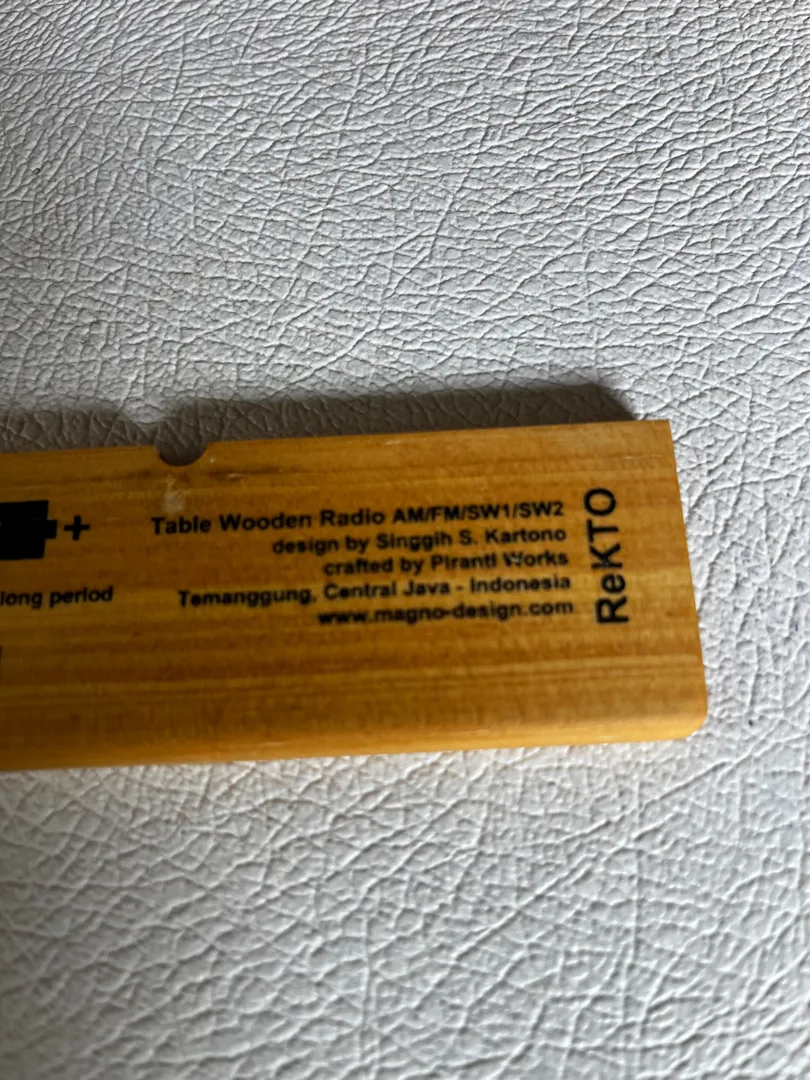 +
long period
Table Wooden Radio AM/FM/SW1/SW2
design by Singgih S. Kartono
crafted by Piranti Works
Temanggung, Central Java - Indonesia
www.magno-design.com
ReKTO